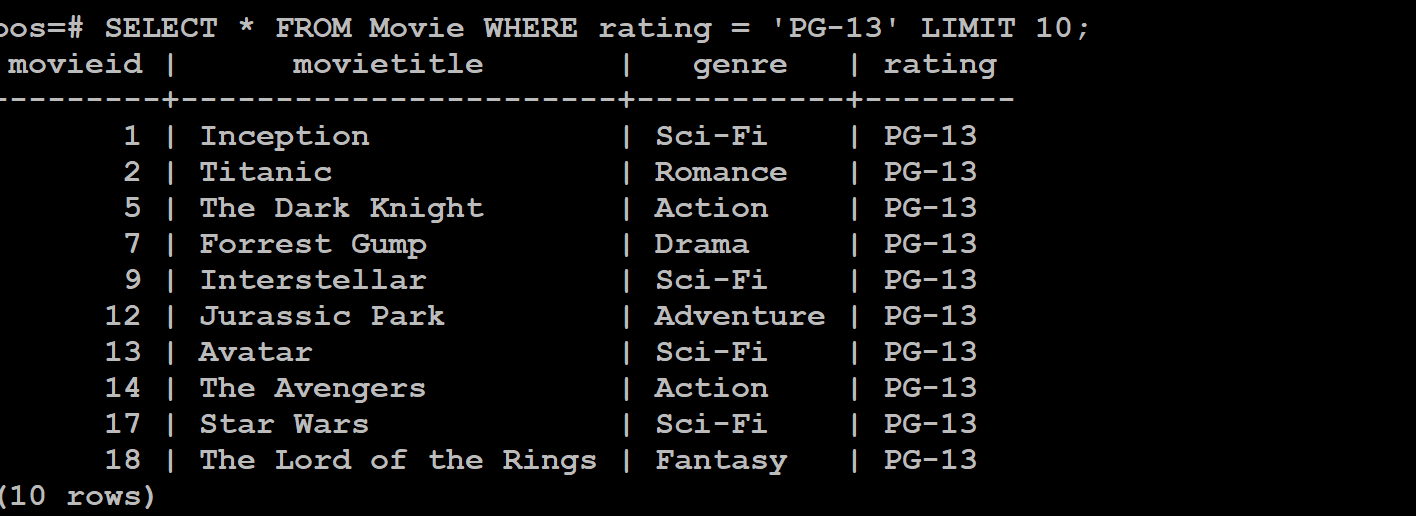 oos=# SELECT * FROM Movie WHERE rating = 'PG-13' LIMIT 10;
movieid | movietitle | genre | rating
---------+-----------------------+-----------+--------
1 | Inception | Sci-Fi | PG-13
2 | Titanic | Romance | PG-13
5 | The Dark Knight | Action | PG-13
7 | Forrest Gump | Drama | PG-13
9 | Interstellar | Sci-Fi | PG-13
12 | Jurassic Park | Adventure | PG-13
13 | Avatar | Sci-Fi | PG-13
14 | The Avengers | Action | PG-13
17 | Star Wars | Sci-Fi | PG-13
18 | The Lord of the Rings | Fantasy | PG-13
(10 rows)